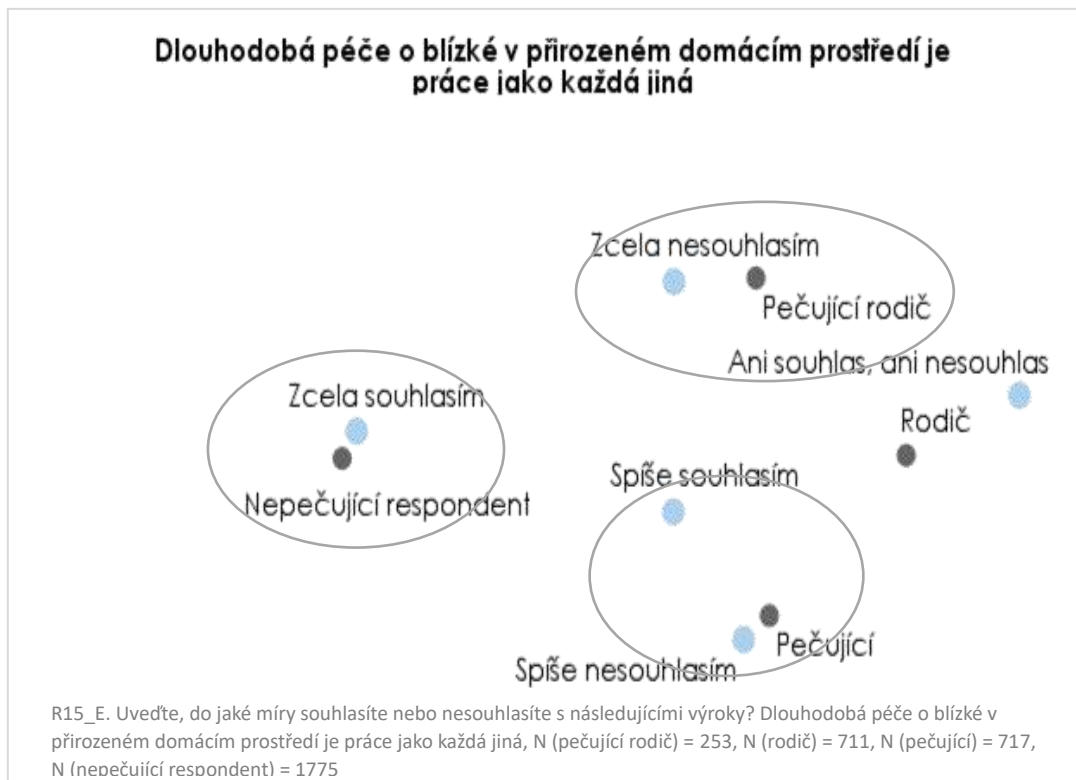 Dlouhodobá péče o blízké v přirozeném domácím prostředí je
práce jako každá jiná
Zcela nesouhlasím
Pečující rodič
Ani souhlas, ani nesouhlas
Zcela souhlasím
Rodič
Spíše souhlasím
Nepečující respondent
Pečující
Spíše nesouhlasím
R15_E. Uveďte, do jaké míry souhlasíte nebo nesouhlasíte s následujícími výroky? Dlouhodobá péče o blízké v
přirozeném domácím prostředí je práce jako každá jiná, N (pečující rodič) = 253, N (rodič) = 711, N (pečující) = 717,
N (nepečující respondent) = 1775